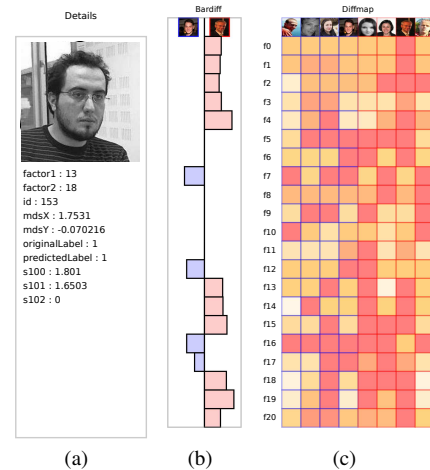 Details
Bardiff
Diffmap
factor1 : 13
factor2 : 18
id : 153
mdsX : 1.7531
mdsY : -0.070216
originalLabel : 1
predictedLabel : 1
s100 : 1.801
s101 : 1.6503
s102 : 0
f0
f1
f2
f3
f4
f5
f6
f7
f8
f9
f10
f11
f12
f13
f14
f15
f16
f17
f18
f19
f20
(a)
(b)
(c)